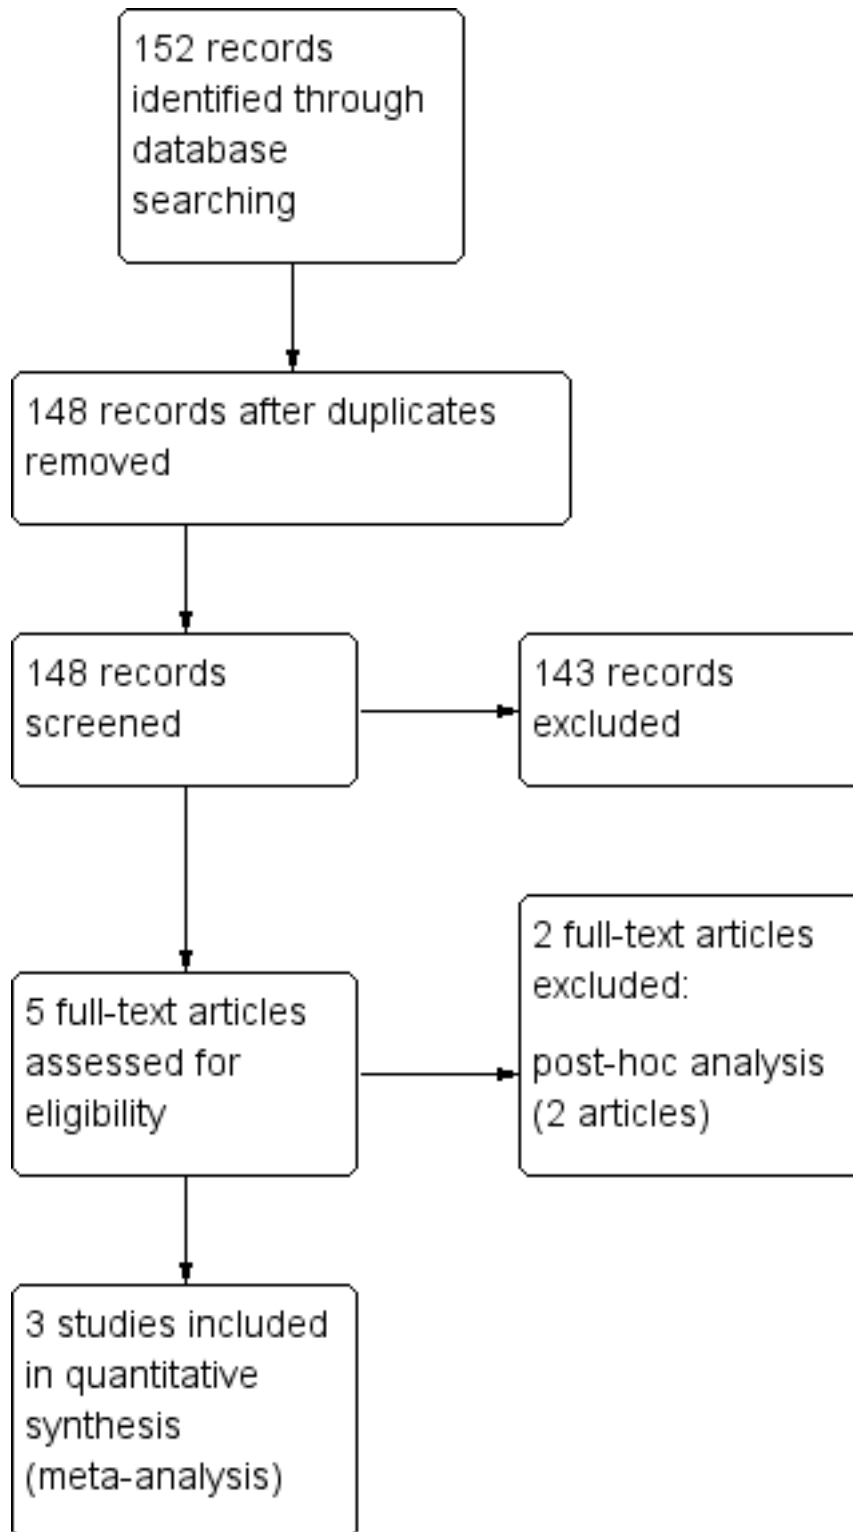 152 records
identified through
database
searching
148 records after duplicates
removed
148 records
screened
143 records
excluded
5 full-text articles
assessed for
eligibility
2 full-text articles
excluded:
post-hoc analysis
(2 articles)
3 studies included
in quantitative
synthesis
(meta-analysis)